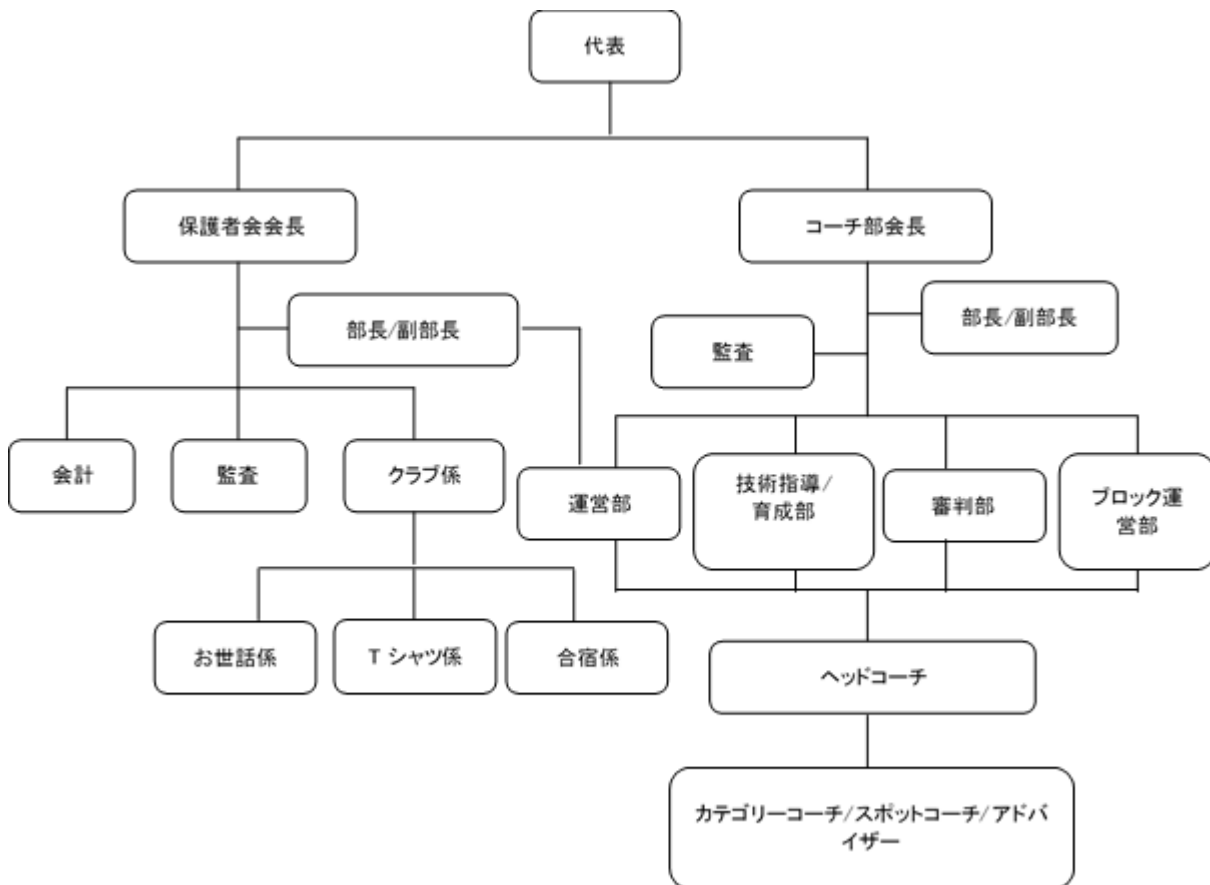 代表
保護者会会長
コーチ部会長
部長/副部長
部長/副部長
監査
会計
監査
クラブ係
運営部
技術指導/
育成部
審判部
ブロック運
営部
お世話係
T シャツ係
合宿係
ヘッドコーチ
カテゴリーコーチ/スポットコーチ/アドバ
イザー